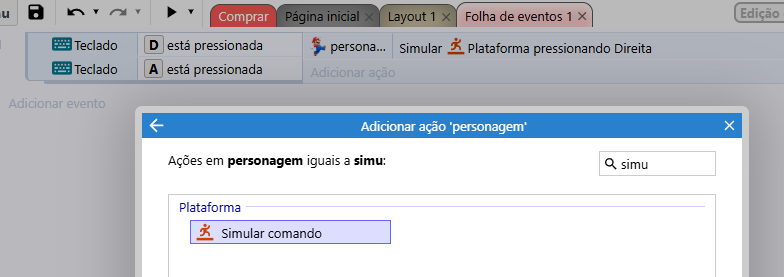 nu
Comprar
Página inicial ×
Layout 1 ×
Folha de eventos 1 ×
Edição
Teclado D está pressionada persona... Simular Plataforma pressionando Direita
Teclado A está pressionada Adicionar ação
Adicionar evento
Adicionar ação 'personagem'
Ações em personagem iguais a simu:
simu
Plataforma
Simular comando